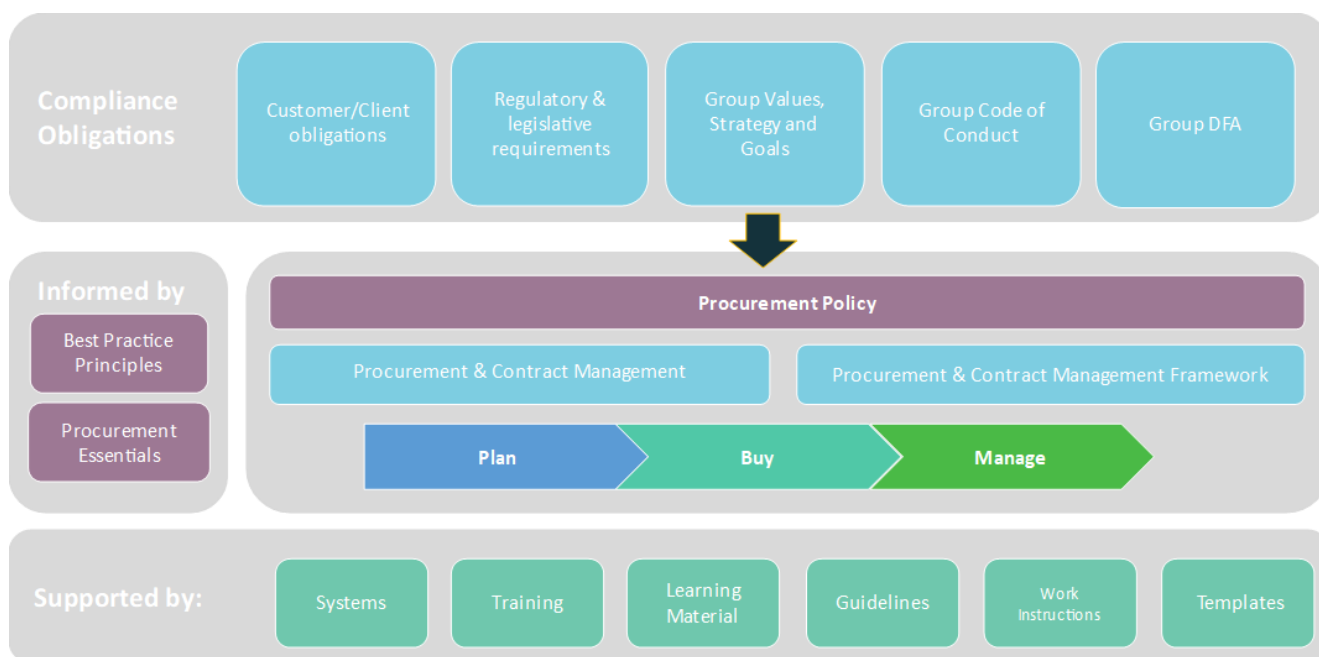 Compliance
Obligations
Customer/Client
obligations
Regulatory &
legislative
requirements
Group Values,
Strategy and
Goals
Group Code of
Conduct
Group DFA
Informed by
Best Practice
Principles
Procurement
Essentials
Procurement Policy
Procurement & Contract Management
Procurement & Contract Management Framework
Plan
Buy
Manage
Supported by:
Systems
Training
Learning
Material
Guidelines
Work
Instructions
Templates